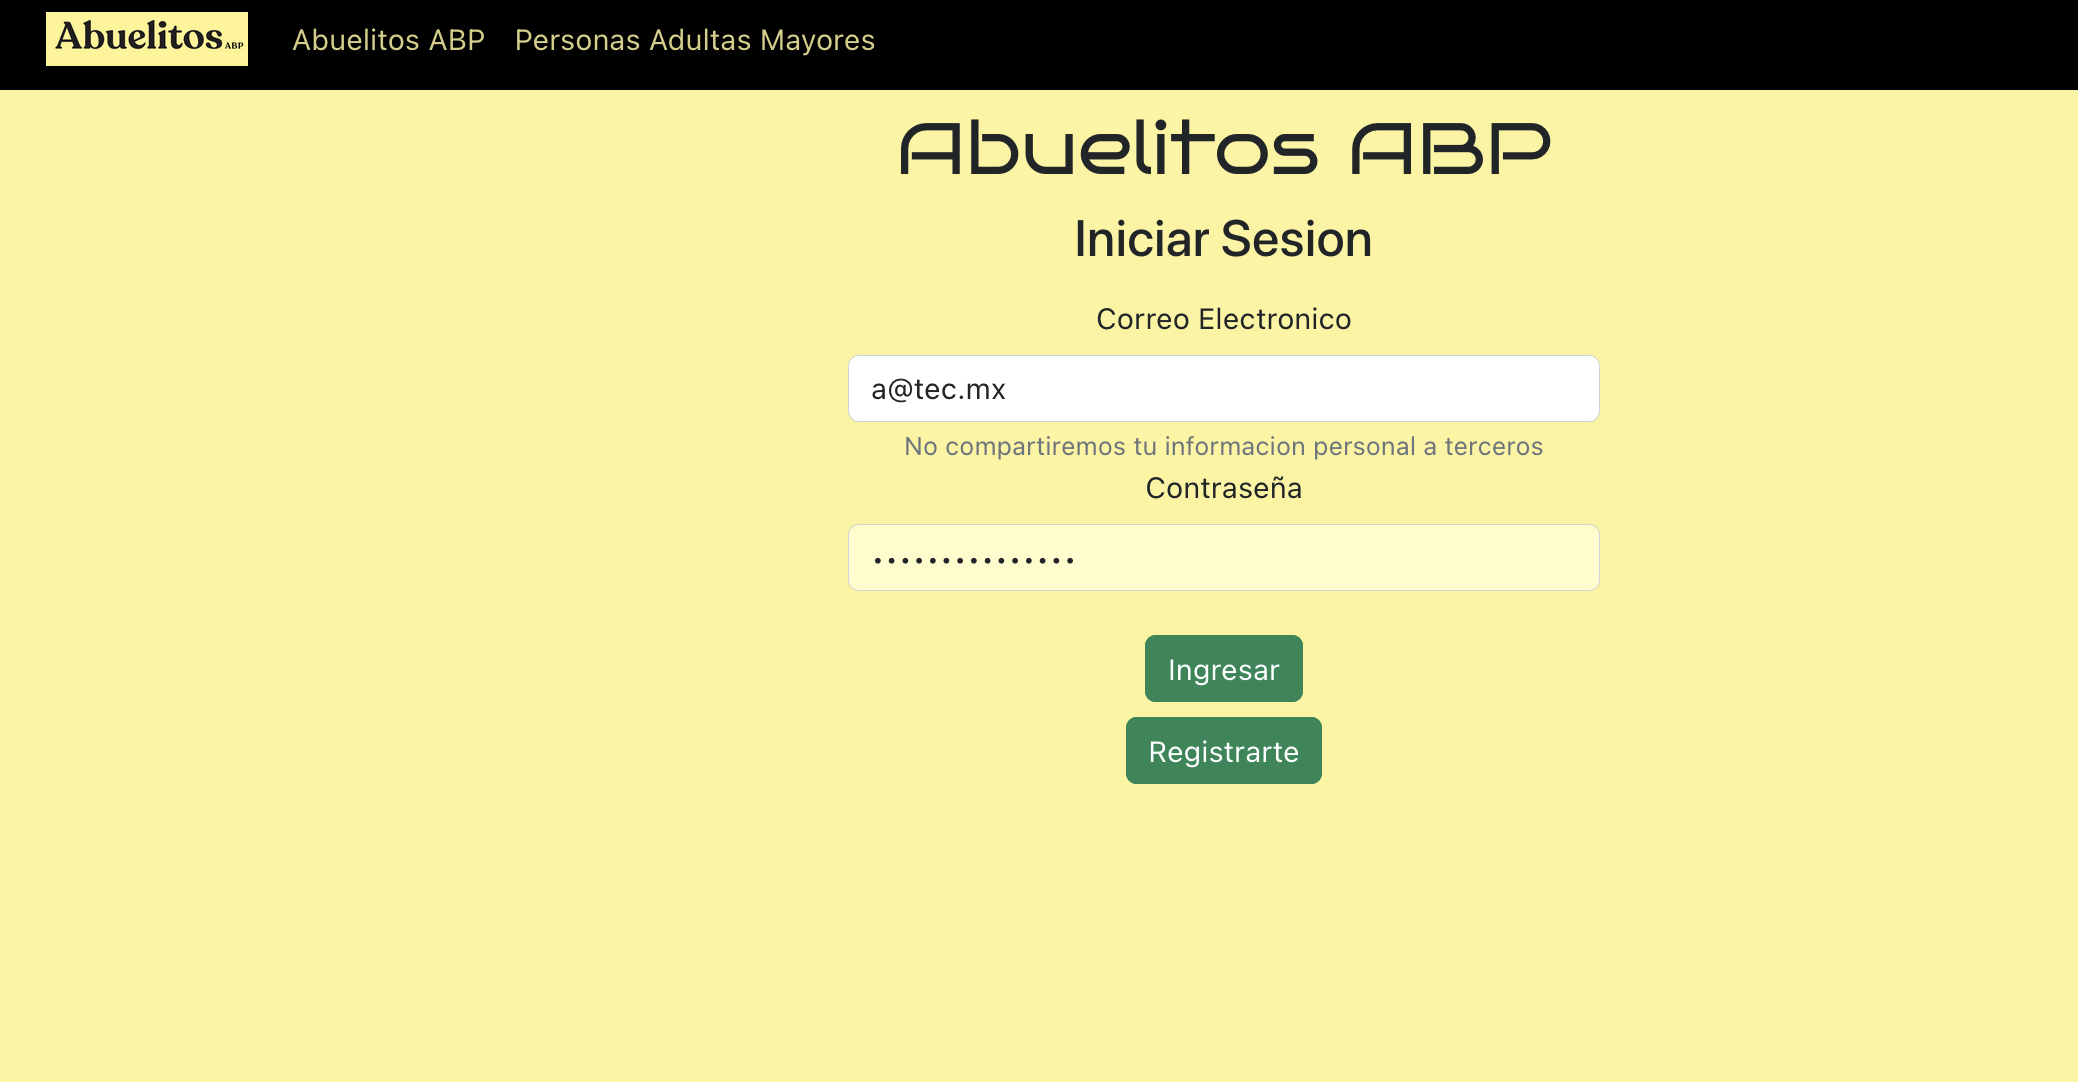 Abuelitos ABP
Abuelitos ABP Personas Adultas Mayores
Abuelitos ABP
Iniciar Sesion
Correo Electronico
a@tec.mx
No compartiremos tu informacion personal a terceros
Contraseña
•••••••••••••••
Ingresar
Registrarte